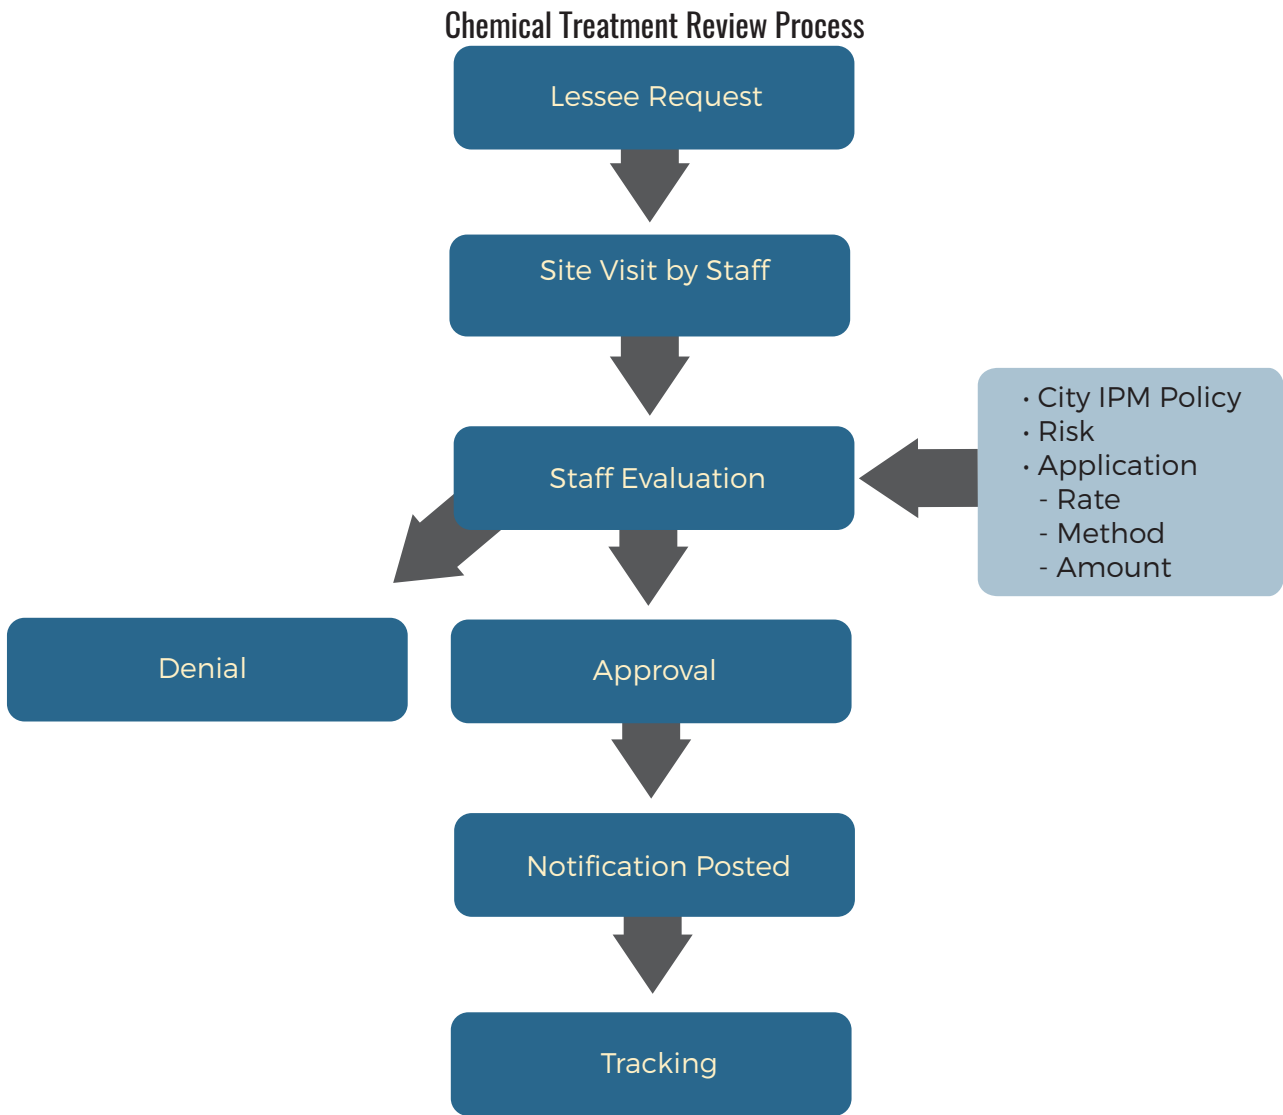 Chemical Treatment Review Process
Lessee Request
Site Visit by Staff
Staff Evaluation
• City IPM Policy
• Risk
• Application
- Rate
- Method
- Amount
Denial
Approval
Notification Posted
Tracking